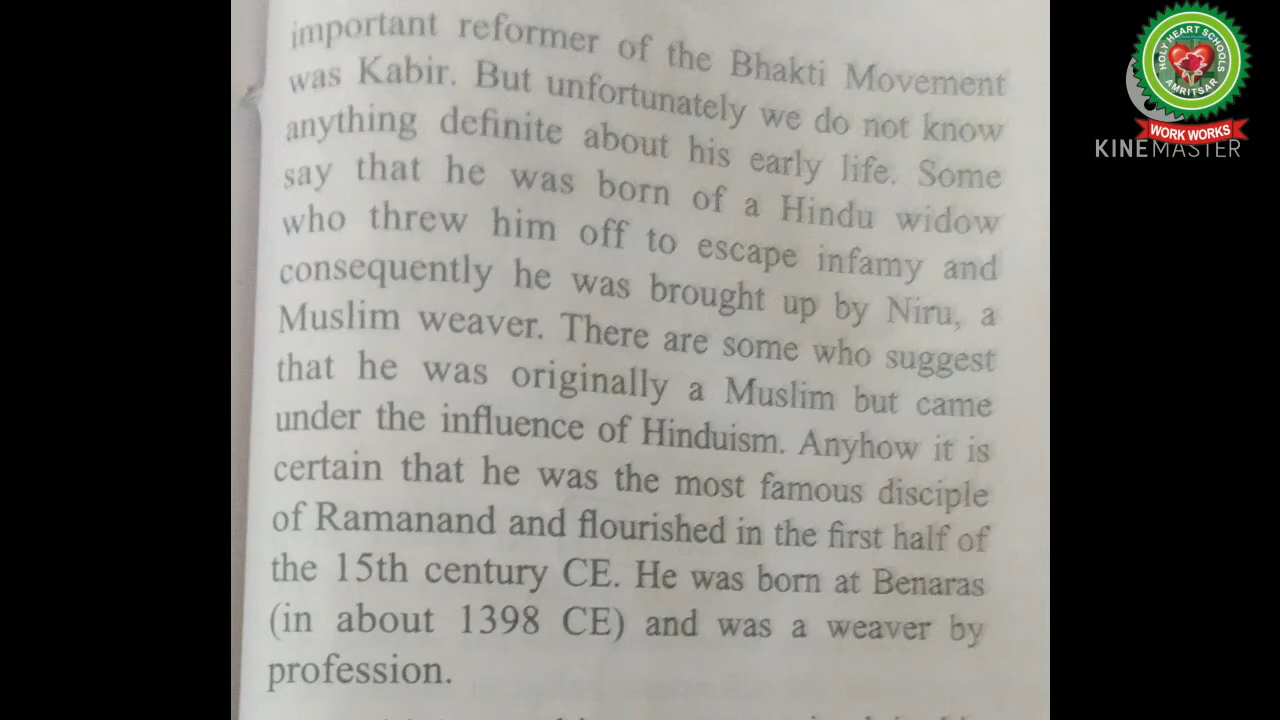 important reformer of the Bhakti Movement
was Kabir. But unfortunately we do not know
anything definite about his early life. Some
say that he was born of a Hindu widow
who threw him off to escape infamy and
consequently he was brought up by Niru, a
Muslim weaver. There are some who suggest
that he was originally a Muslim but came
under the influence of Hinduism. Anyhow it is
certain that he was the most famous disciple
of Ramanand and flourished in the first half of
the 15th century CE. He was born at Benaras
(in about 1398 CE) and was a weaver by
profession.
HOLY HEART SCHOOLS
AMRITSAR
WORK WORKS
KINEMASTER